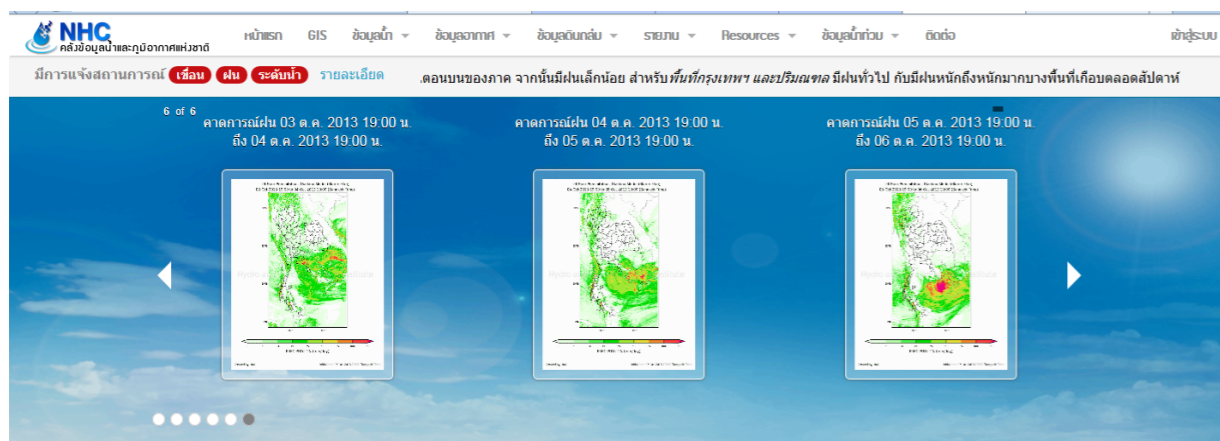 NHC
คลังข้อมูลน้ำและภูมิอากาศแห่งชาติ
หน้าแรก GIS ข้อมูลน้ำ ข้อมูลอากาศ ข้อมูลดินถล่ม รายงาน Resources ข้อมูลน้ำท่วม ติดต่อ เข้าสู่ระบบ
มีการแจ้งสถานการณ์ เขื่อน ฝน ระดับน้ำ รายละเอียด .ตอนบนของภาค จากนั้นมีฝนเล็กน้อย สำหรับพื้นที่กรุงเทพฯ และปริมณฑล มีฝนทั่วไป กับมีฝนหนักถึงหนักมากบางพื้นที่เกือบตลอดสัปดาห์
6 of 6
คาดการณ์ฝน 03 ต.ค. 2013 19:00 น.
ถึง 04 ต.ค. 2013 19:00 น.
คาดการณ์ฝน 04 ต.ค. 2013 19:00 น.
ถึง 05 ต.ค. 2013 19:00 น.
คาดการณ์ฝน 05 ต.ค. 2013 19:00 น.
ถึง 06 ต.ค. 2013 19:00 น.